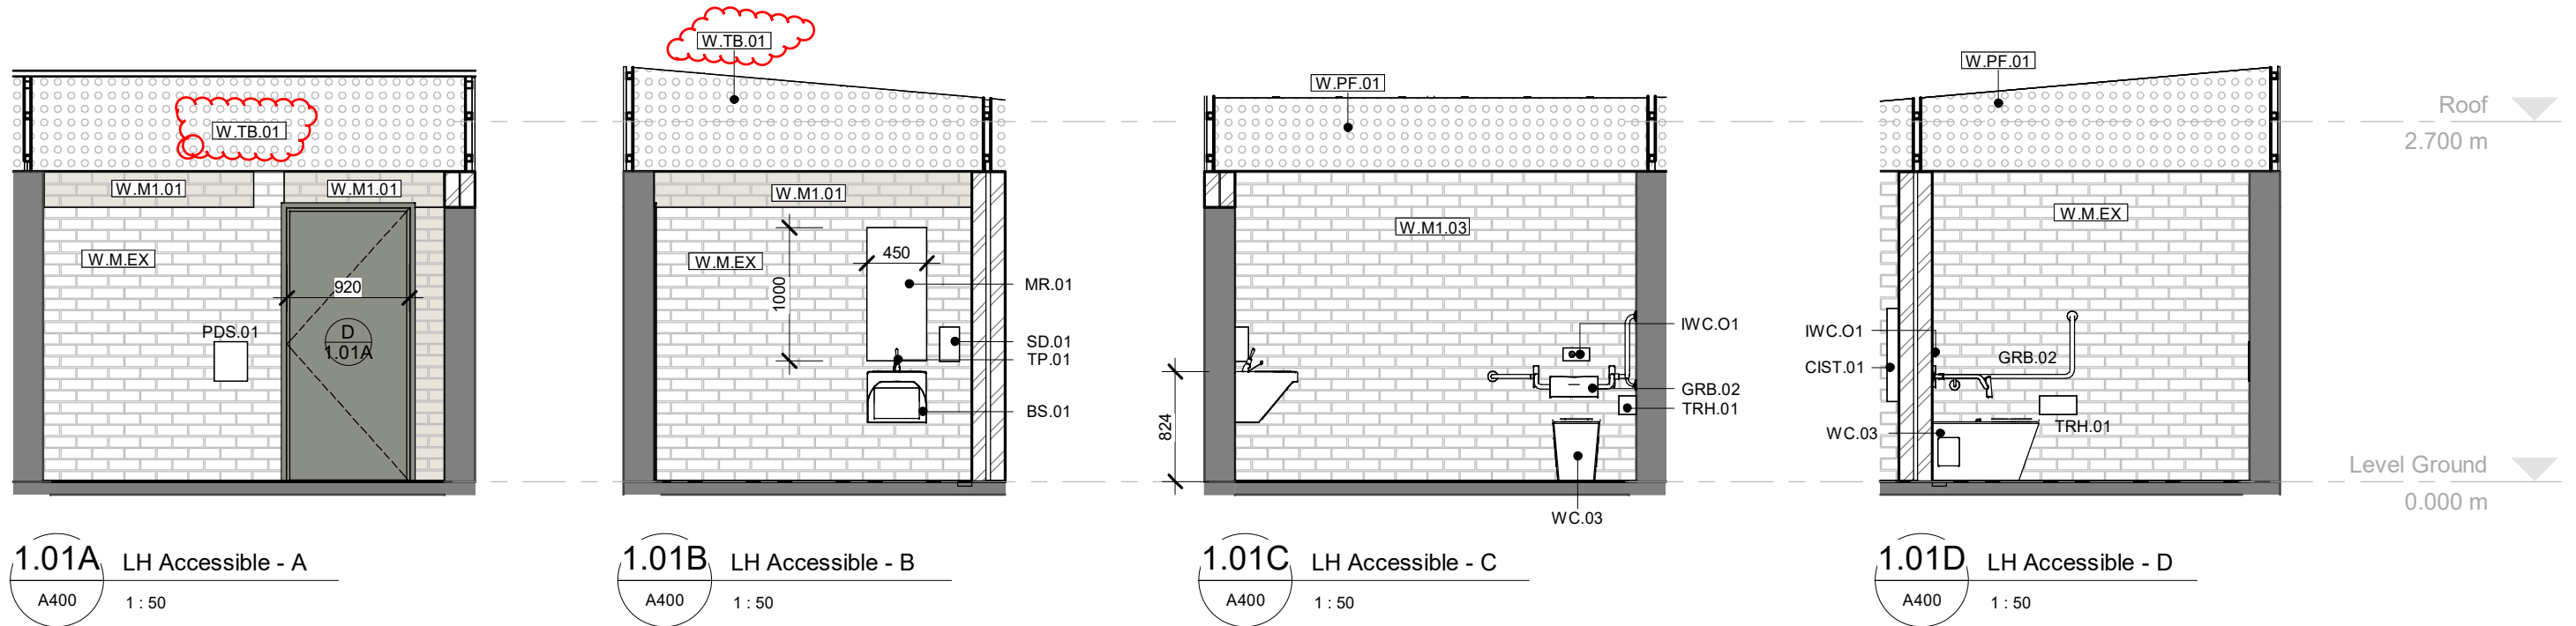 W.TB.01
W.M1.01
W.M1.01
W.M.EX
920
PDS.01
D
1.01A
1.01A
LH Accessible - A
A400
1 : 50
W.TB.01
W.M1.01
W.M.EX
450
1000
MR.01
SD.01
TP.01
BS.01
1.01B
LH Accessible - B
A400
1 : 50
W.PF.01
W.M1.03
IWC.O1
GRB.02
TRH.01
824
WC.03
1.01C
LH Accessible - C
A400
1 : 50
W.PF.01
W.M.EX
IWC.O1
GRB.02
CIST.01
TRH.01
WC.03
1.01D
LH Accessible - D
A400
1 : 50
Roof
2.700 m
Level Ground
0.000 m